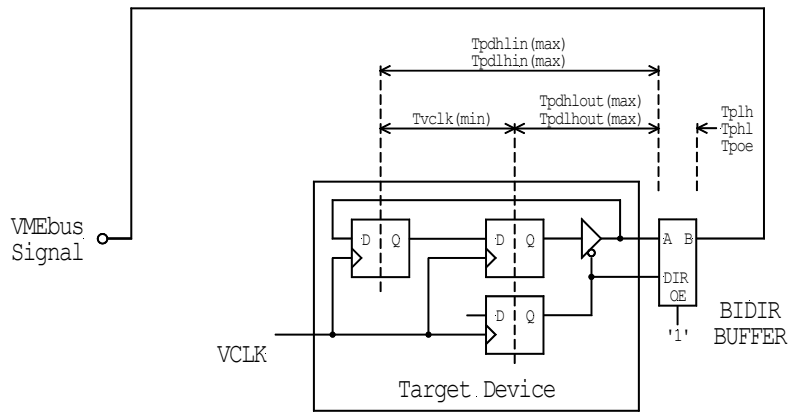 Tpdhlin(max)
Tpdlhin(max)
Tvclk(min)
Tpdhlout(max)
Tpdlhout(max)
Tplh
Tphl
Tpoe
VMEbus
Signal
D Q
D Q
A B
DIR
OE
D Q
'1'
BIDIR
BUFFER
VCLK
Target Device